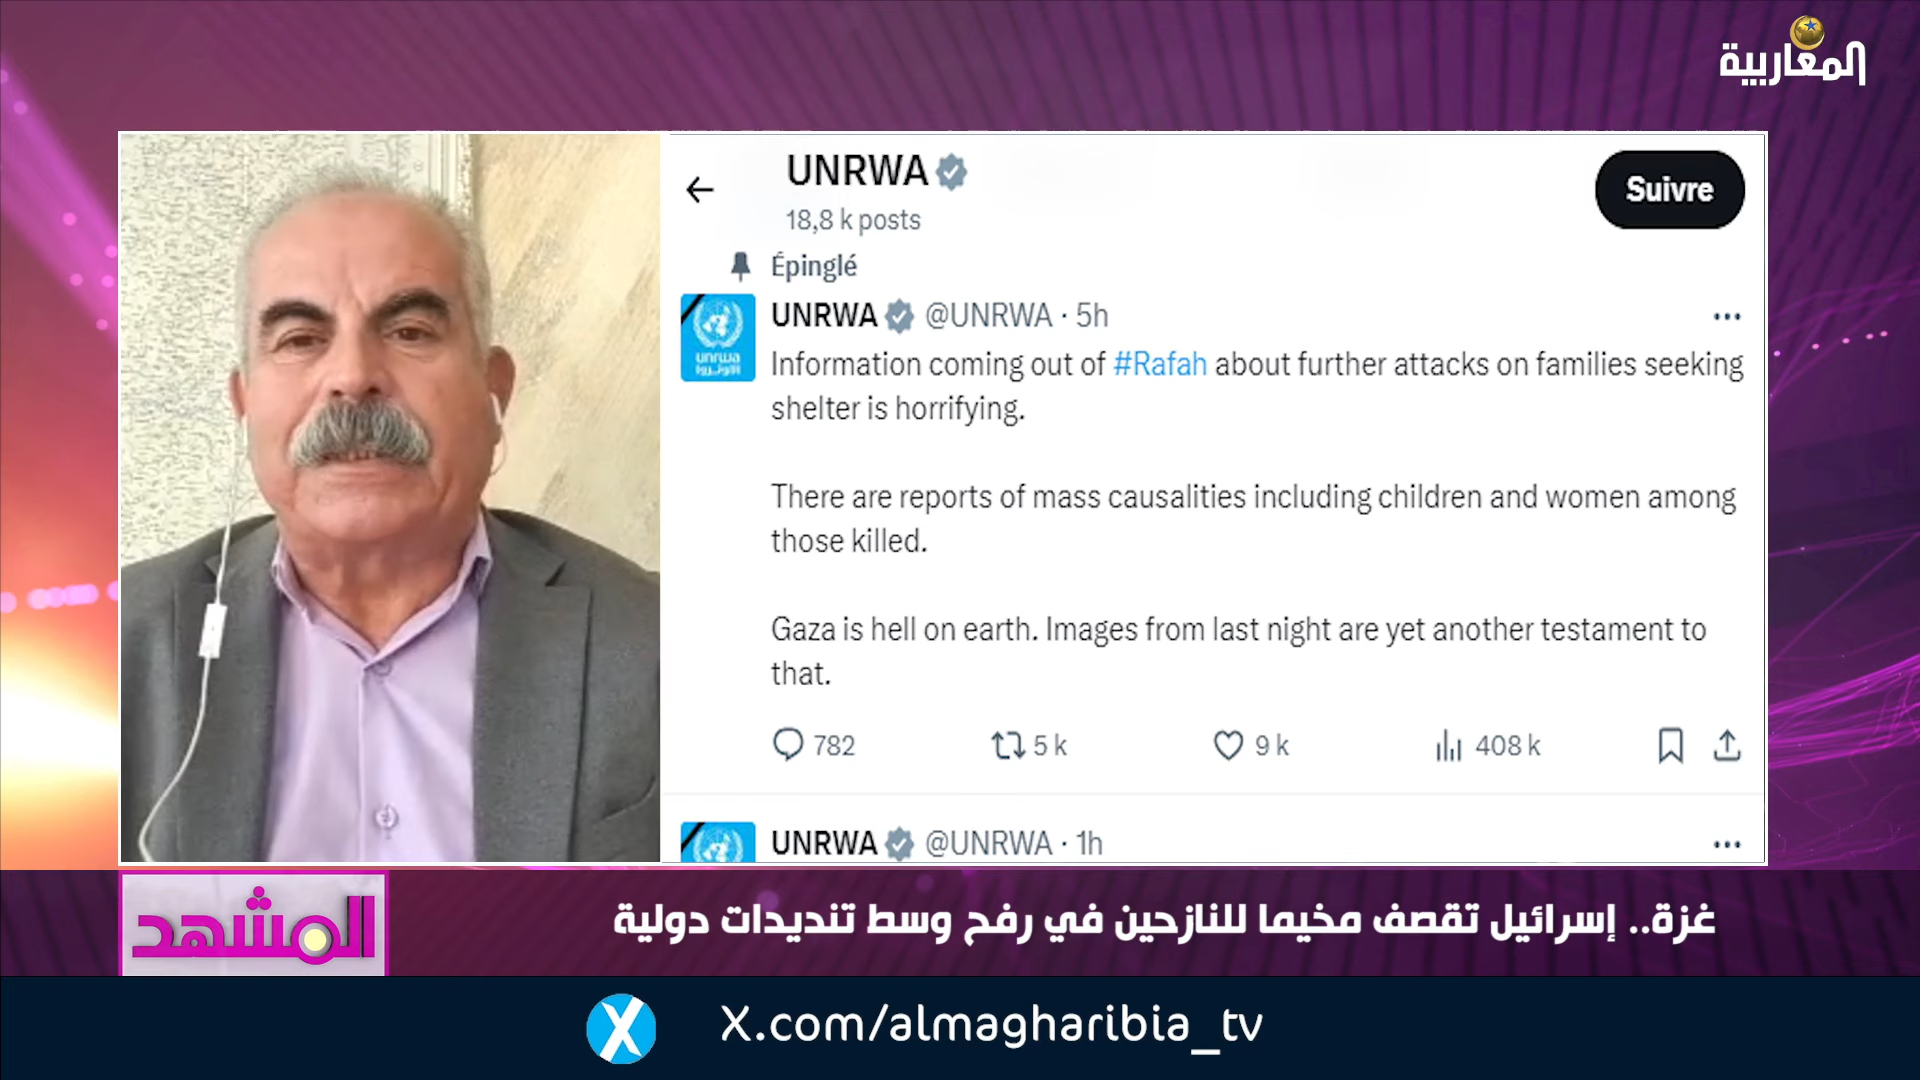 المغاربية
UNRWA
18,8 k posts
Suivre
Épinglé
UNRWA @UNRWA · 5h
Information coming out of #Rafah about further attacks on families seeking
shelter is horrifying.
There are reports of mass causalities including children and women among
those killed.
Gaza is hell on earth. Images from last night are yet another testament to
that.
782 5 k 9 k 408 k
unrwa
الأونروا
UNRWA @UNRWA · 1h
المشهد
غزة.. إسرائيل تقصف مخيما للنازحين في رفح وسط تنديدات دولية
X.com/almagharibia_tv